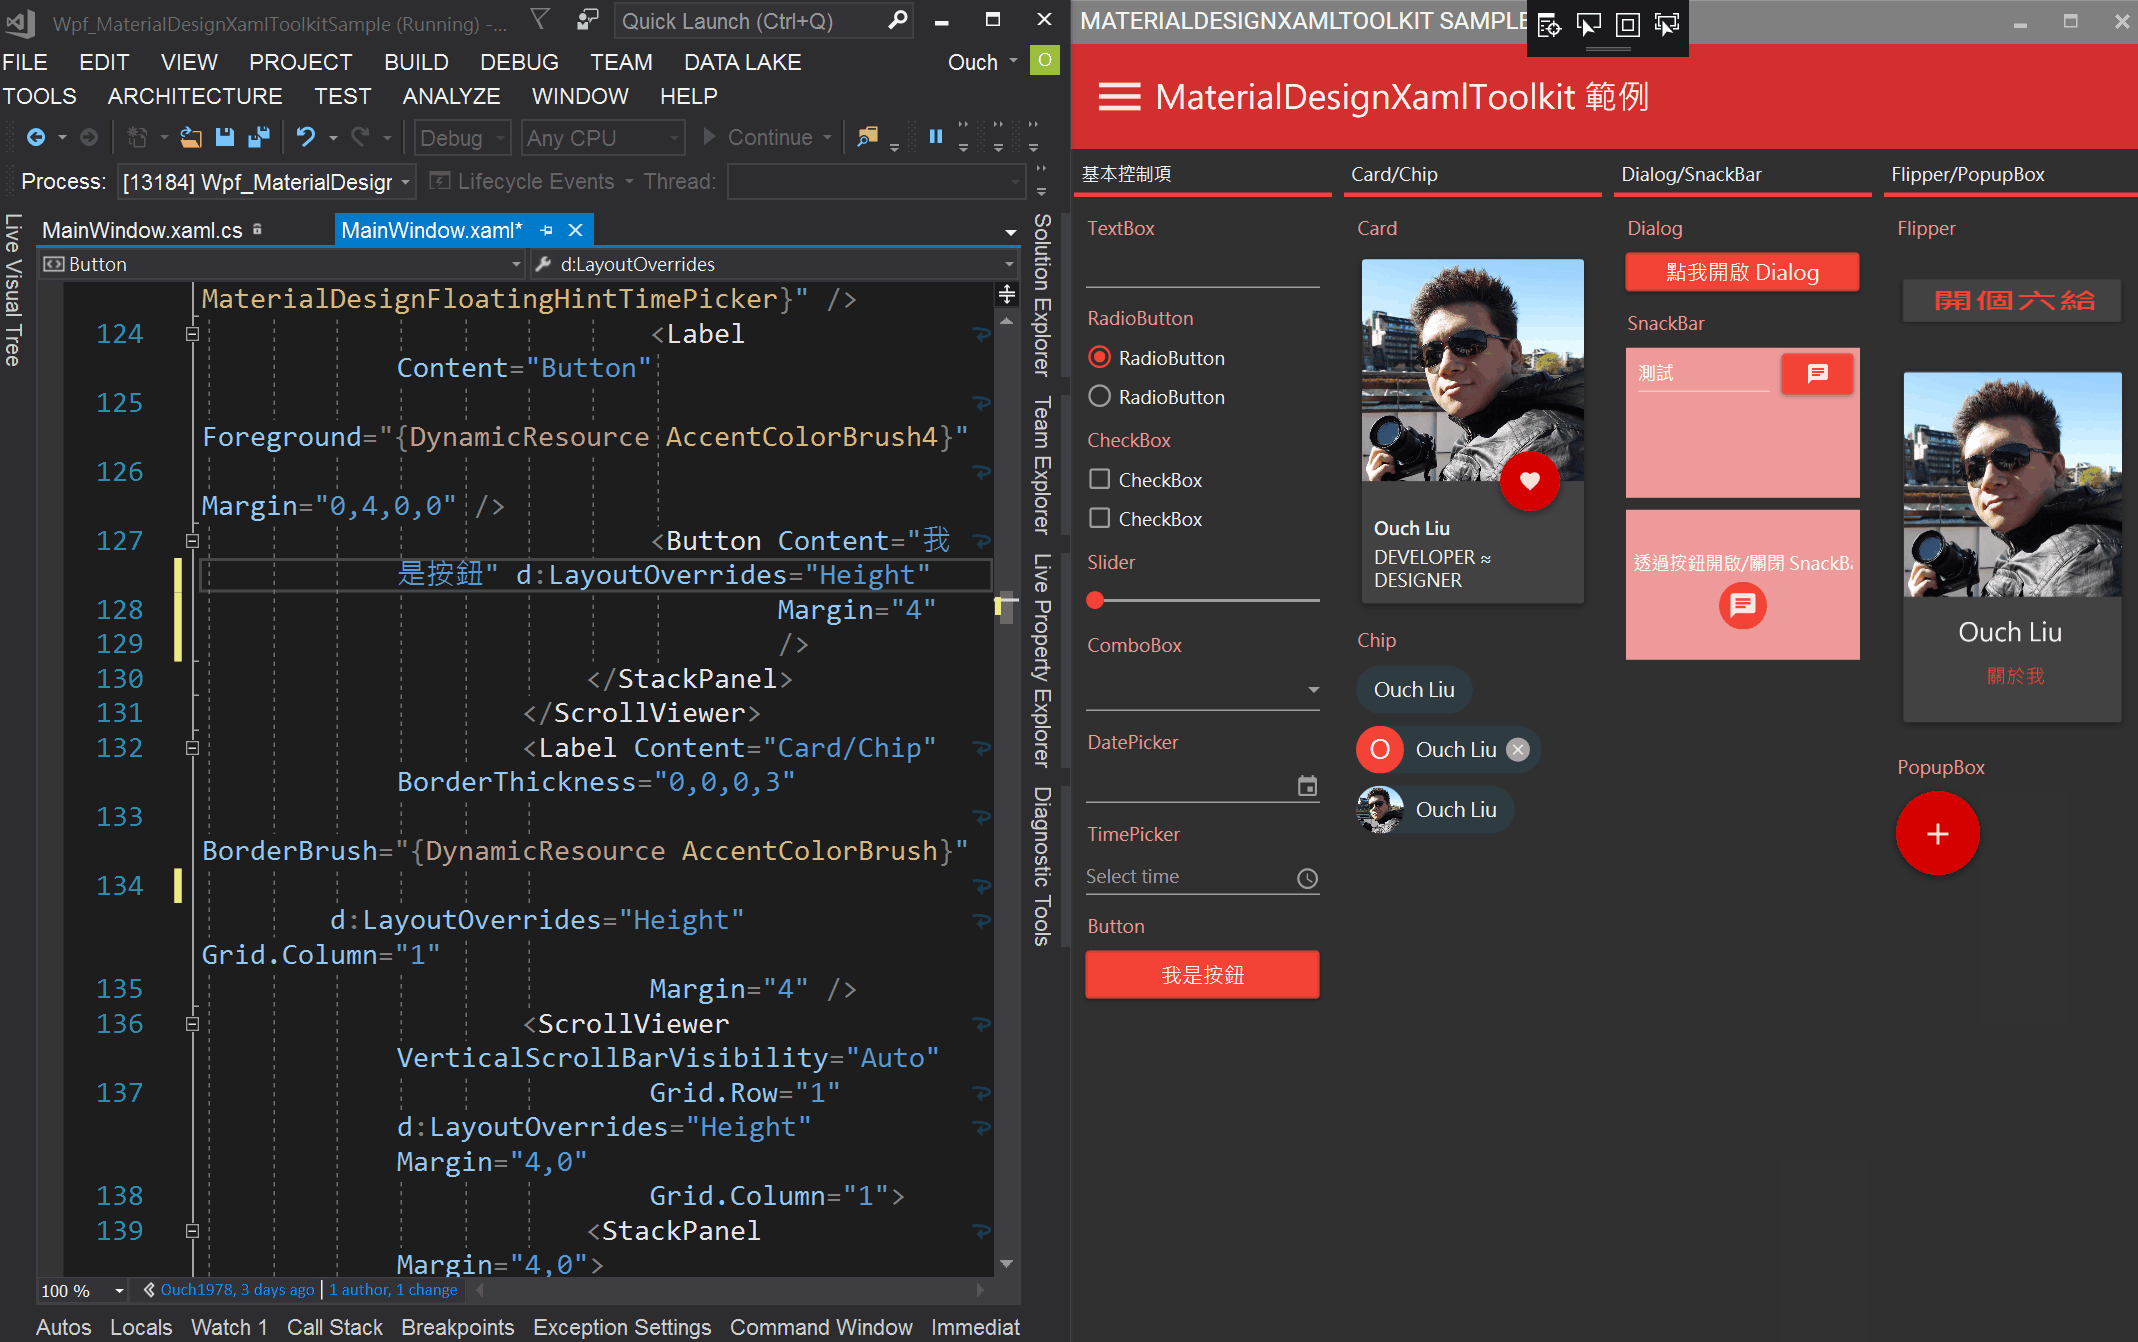 Wpf_MaterialDesignXamlToolkitSample (Running) -...
Quick Launch (Ctrl+Q)
FILE EDIT VIEW PROJECT BUILD DEBUG TEAM DATA LAKE Ouch O
TOOLS ARCHITECTURE TEST ANALYZE WINDOW HELP
Debug Any CPU Continue
Process: [13184] Wpf_MaterialDesigr Lifecycle Events Thread:
Live Visual Tree
MainWindow.xaml.cs MainWindow.xaml*
Button d:LayoutOverrides
MaterialDesignFloatingHintTimePicker}" />
124 <Label
Content="Button"
125
Foreground="{DynamicResource AccentColorBrush4}"
126
Margin="0,4,0,0" />
127 <Button Content="我
是按鈕" d:LayoutOverrides="Height"
128 Margin="4"
129 />
130 </StackPanel>
131 </ScrollViewer>
132 <Label Content="Card/Chip"
BorderThickness="0,0,0,3"
133
BorderBrush="{DynamicResource AccentColorBrush}"
134
d:LayoutOverrides="Height"
Grid.Column="1"
135 Margin="4" />
136 <ScrollViewer
VerticalScrollBarVisibility="Auto"
137 Grid.Row="1"
d:LayoutOverrides="Height"
Margin="4,0"
138 Grid.Column="1">
139 <StackPanel
Margin="4,0">
100 % Ouch1978, 3 days ago | 1 author, 1 change
Autos Locals Watch 1 Call Stack Breakpoints Exception Settings Command Window Immediat
Solution Explorer
Team Explorer
Live Property Explorer
Diagnostic Tools
MATERIALDESIGNXAMLTOOLKIT SAMPLE
MaterialDesignXamlToolkit 範例
基本控制項
TextBox
RadioButton
RadioButton
RadioButton
CheckBox
CheckBox
CheckBox
Slider
ComboBox
DatePicker
TimePicker
Select time
Button
我是按鈕
Card/Chip
Card
Ouch Liu
DEVELOPER ≈
DESIGNER
Chip
Ouch Liu
O Ouch Liu
Ouch Liu
Dialog/SnackBar
Dialog
點我開啟 Dialog
SnackBar
測試
透過按鈕開啟/關閉 SnackBa
Flipper/PopupBox
Flipper
開個六給
Ouch Liu
關於我
PopupBox